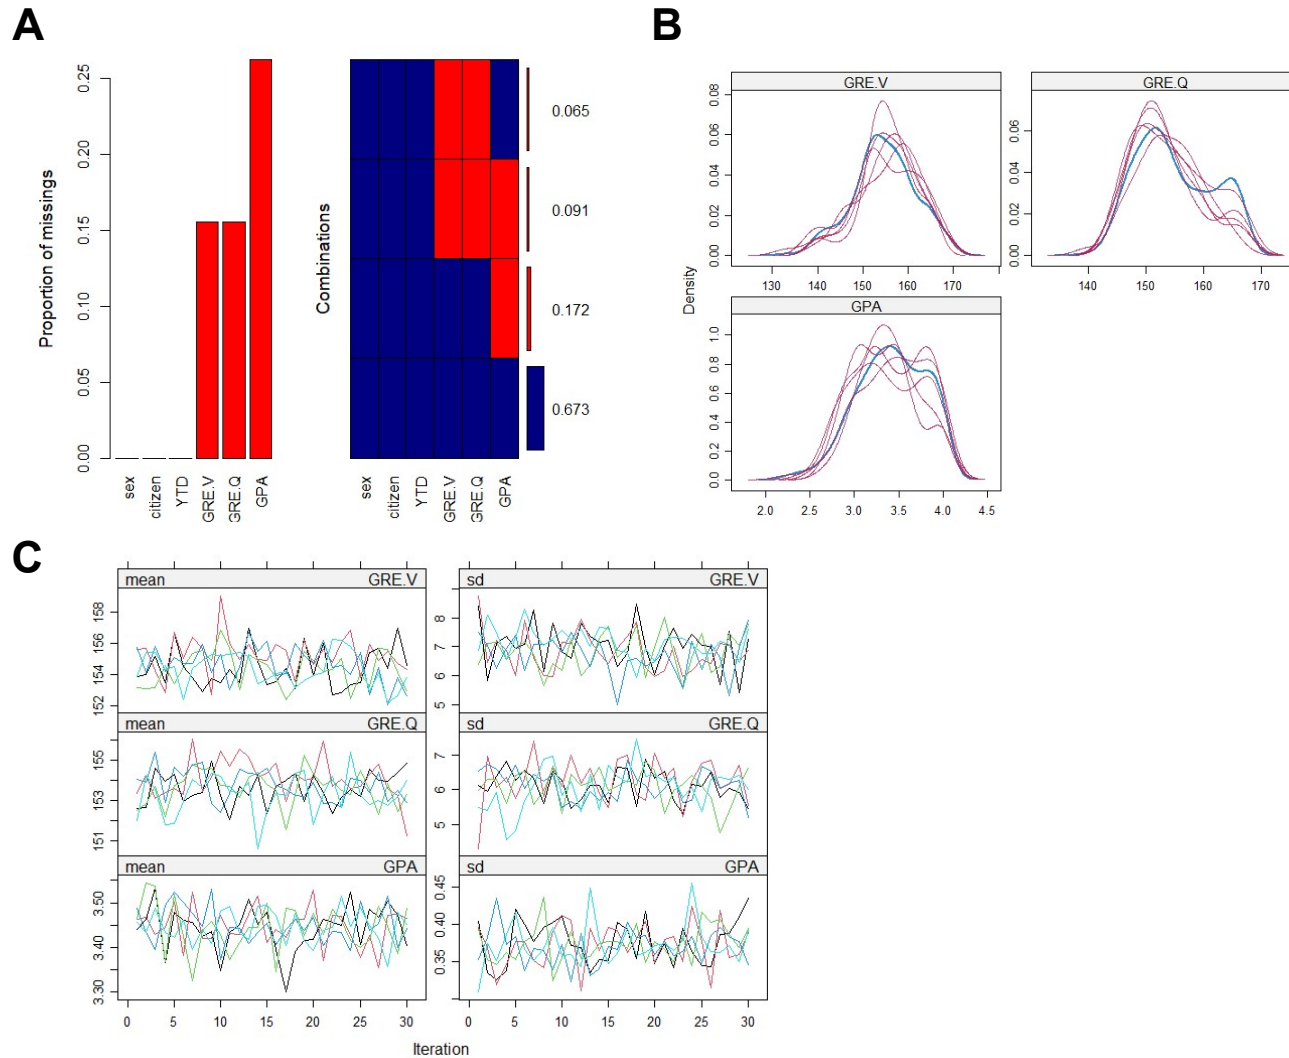 A
Proportion of missings
0.00
0.05
0.10
0.15
0.20
0.25
sex
citizen
YTD
GRE.V
GRE.Q
GPA
Combinations
sex
citizen
YTD
GRE.V
GRE.Q
GPA
0.065
0.091
0.172
0.673
B
Density
GRE.V
0.00
0.02
0.04
0.06
0.08
130
140
150
160
170
GRE.Q
0.00
0.02
0.04
0.06
140
150
160
170
GPA
0.0
0.2
0.4
0.6
0.8
1.0
2.0
2.5
3.0
3.5
4.0
4.5
C
mean GRE.V
152
154
156
158
sd GRE.V
5
6
7
8
mean GRE.Q
151
153
155
sd GRE.Q
5
6
7
mean GPA
3.30
3.40
3.50
sd GPA
0.35
0.40
0.45
0 5 10 15 20 25 30
0 5 10 15 20 25 30
Iteration